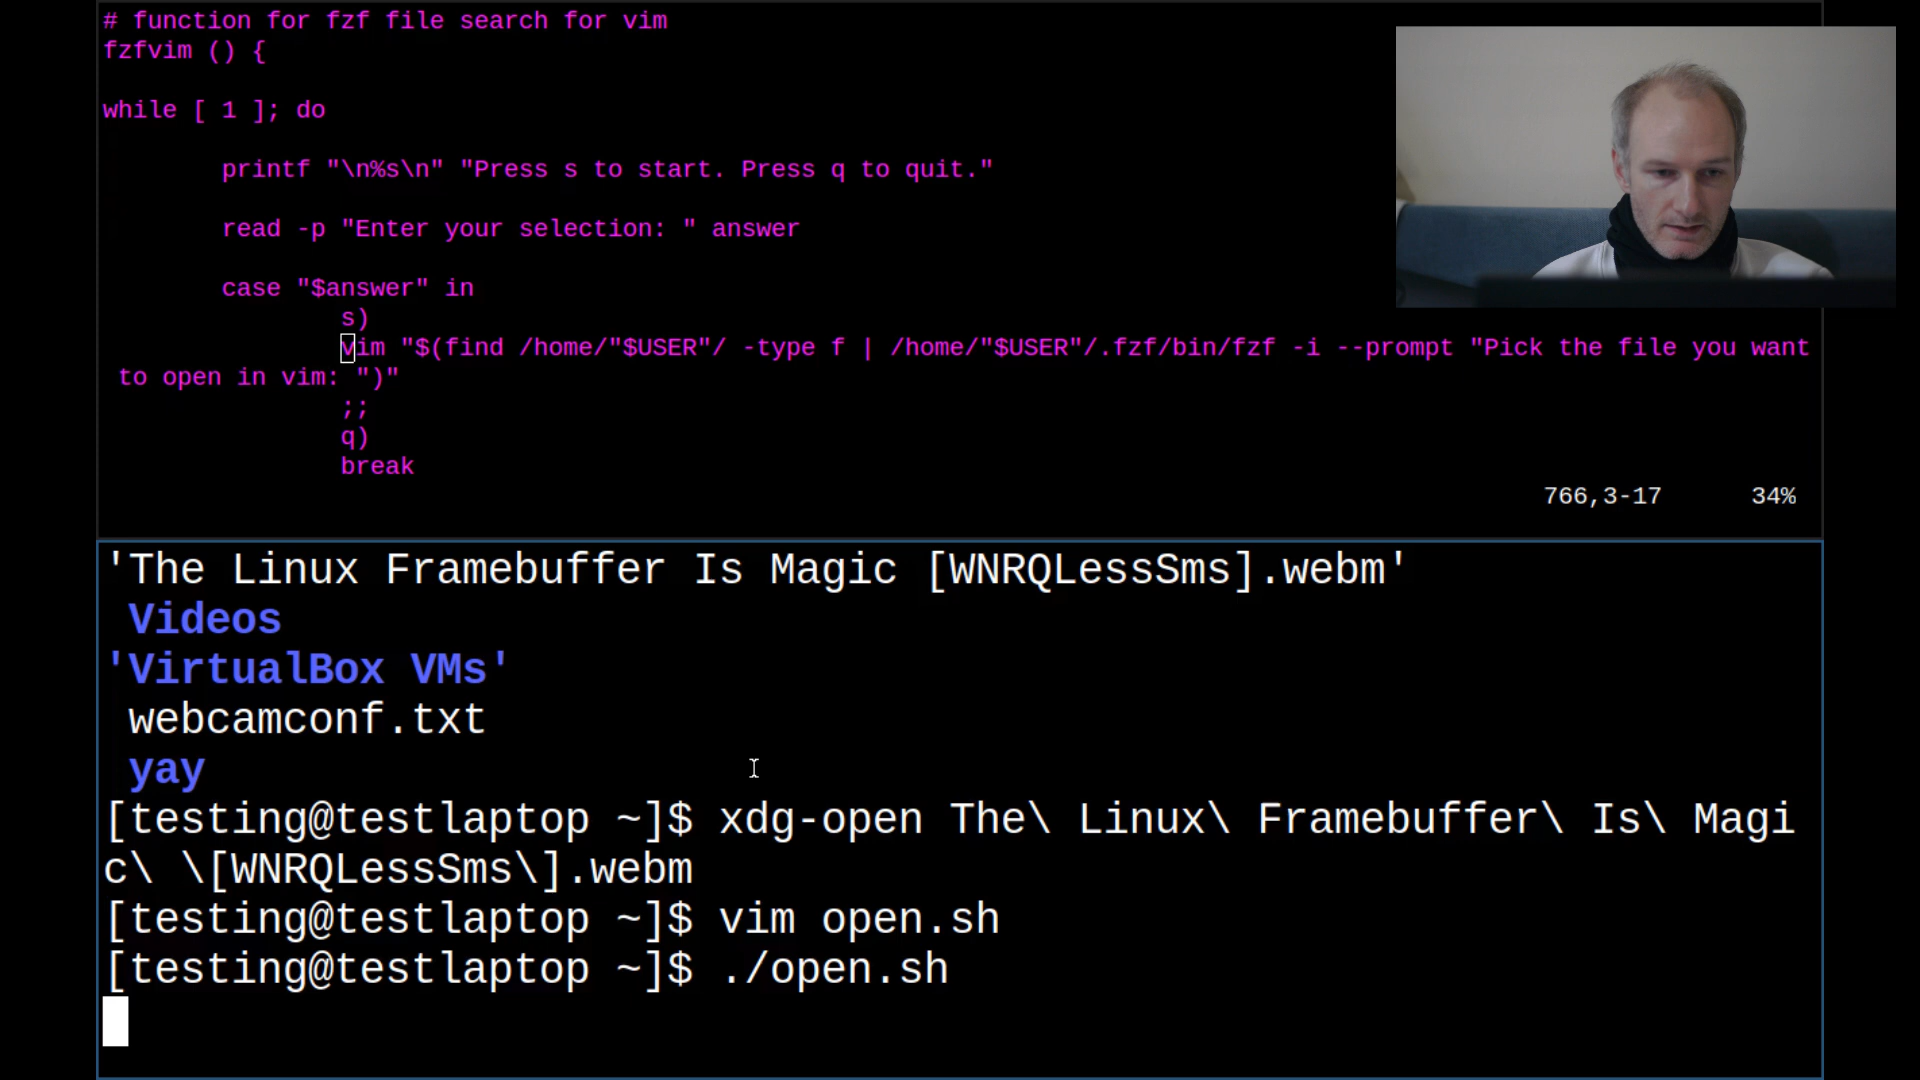 # function for fzf file search for vim
fzfvim () {
while [ 1 ]; do
printf "\n%s\n" "Press s to start. Press q to quit."
read -p "Enter your selection: " answer
case "$answer" in
s)
vim "$(find /home/"$USER"/ -type f | /home/"$USER"/.fzf/bin/fzf -i --prompt "Pick the file you want
to open in vim: ")"
;;
q)
break
766,3-17 34%
'The Linux Framebuffer Is Magic [WNRQLessSms].webm'
Videos
'VirtualBox VMs'
webcamconf.txt
yay
[testing@testlaptop ~]$ xdg-open The\ Linux\ Framebuffer\ Is\ Magi
c\ \[WNRQLessSms\].webm
[testing@testlaptop ~]$ vim open.sh
[testing@testlaptop ~]$ ./open.sh